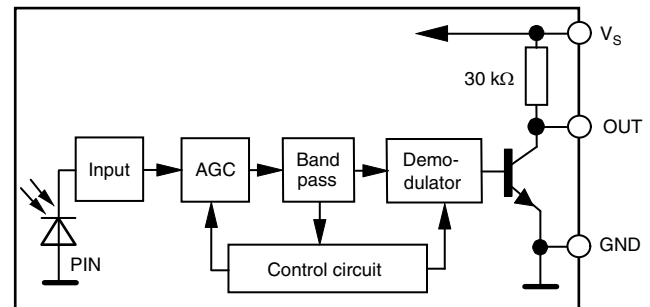 V_S
30 kΩ
OUT
Input
AGC
Band
pass
Demo-
dulator
GND
PIN
Control circuit